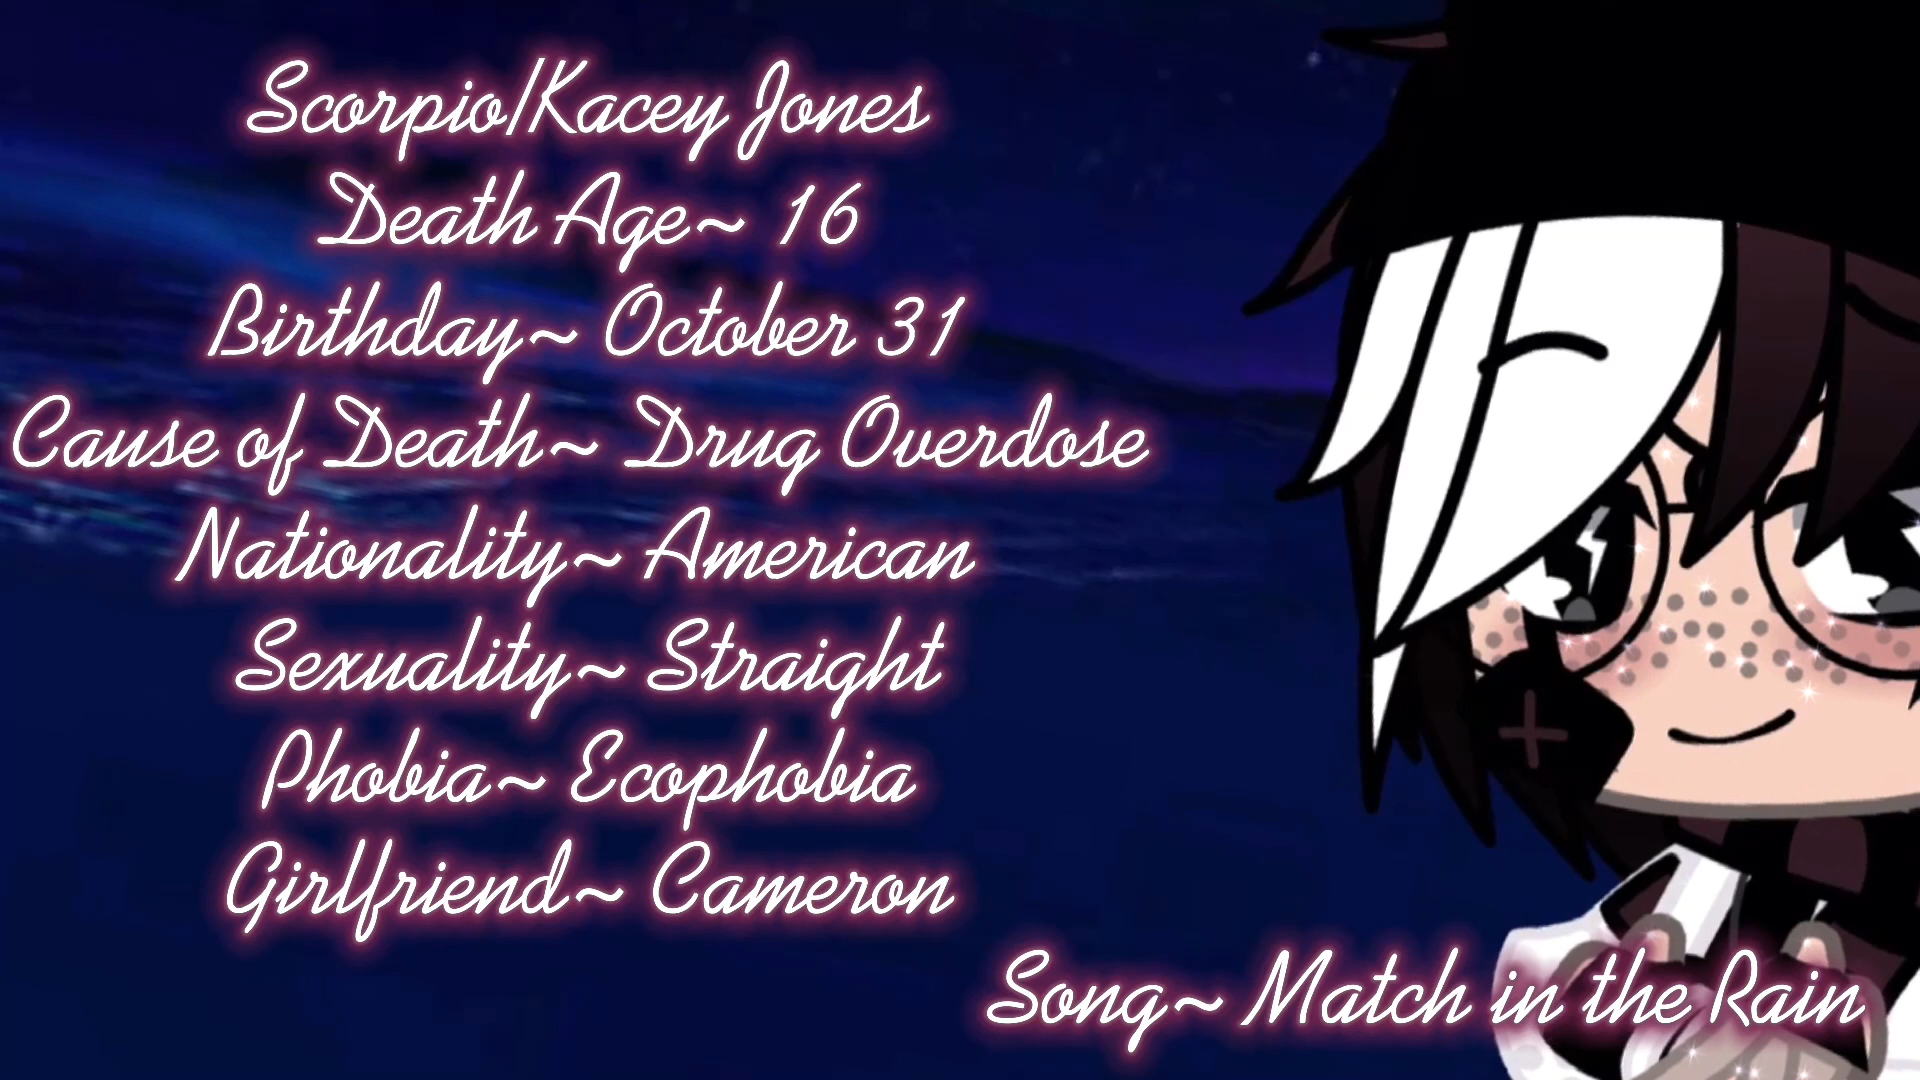 Scorpio/Kacey Jones
Death Age~ 16
Birthday~ October 31
Cause of Death~ Drug Overdose
Nationality~ American
Sexuality~ Straight
Phobia~ Ecophobia
Girlfriend~ Cameron
Song~ Match in the Rain